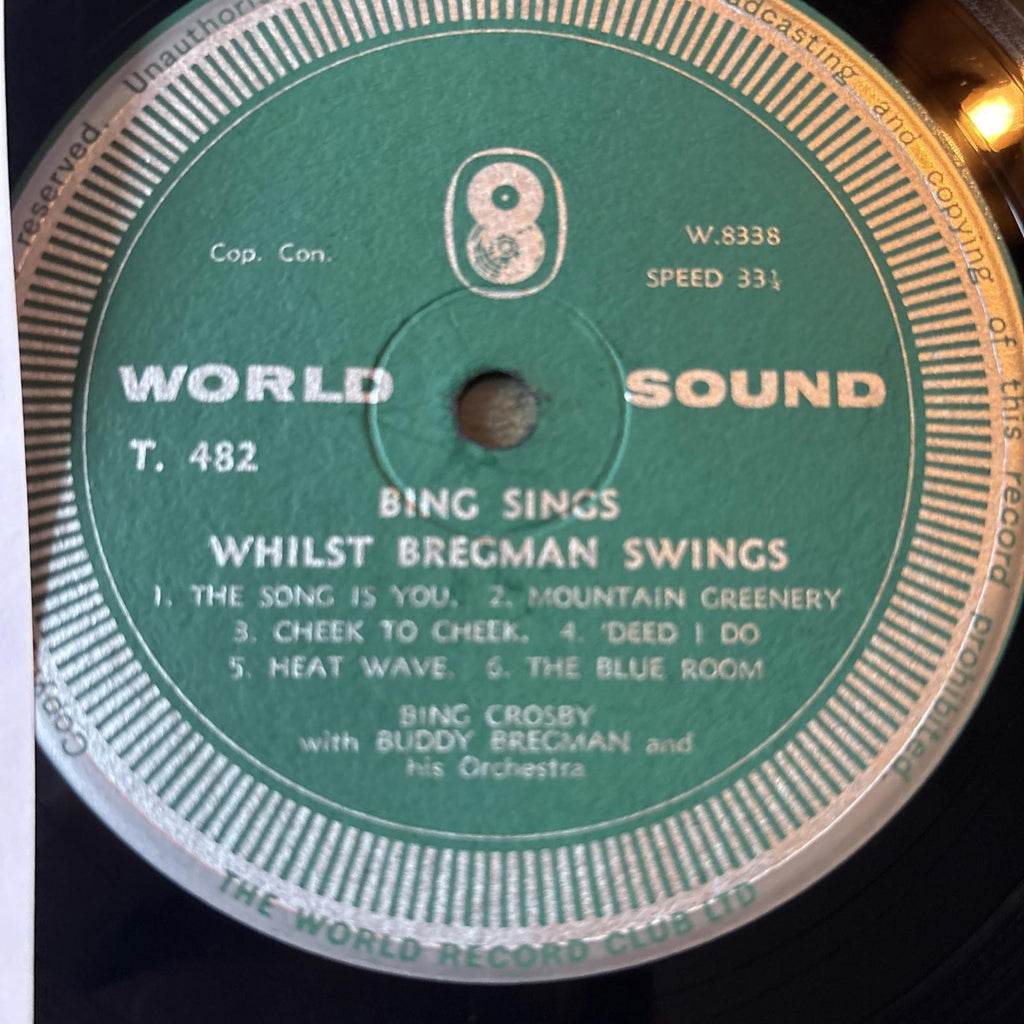 reserved. Unauthoris
dcasting and copying of this record prohibited.
Cop. Con.
W.8338
SPEED 33⅓
WORLD SOUND
T. 482
BING SINGS
WHILST BREGMAN SWINGS
1. THE SONG IS YOU. 2. MOUNTAIN GREENERY
3. CHEEK TO CHEEK. 4. 'DEED I DO
5. HEAT WAVE. 6. THE BLUE ROOM
BING CROSBY
with BUDDY BREGMAN and
his Orchestra
THE WORLD RECORD CLUB LTD